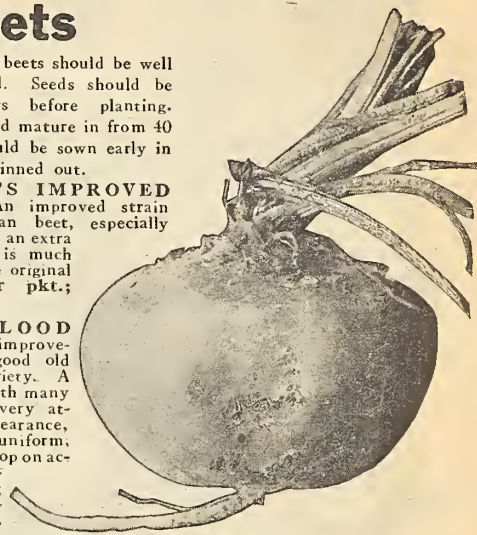 ets
beets should be well
. Seeds should be
s before planting.
d mature in from 40
uld be sown early in
inned out.
'S IMPROVED
An improved strain
an beet, especially
an extra
is much
e original
r pkt.;
LOOD
improve-
good old
iety. A
th many
very at-
earance,
uniform,
op on ac-